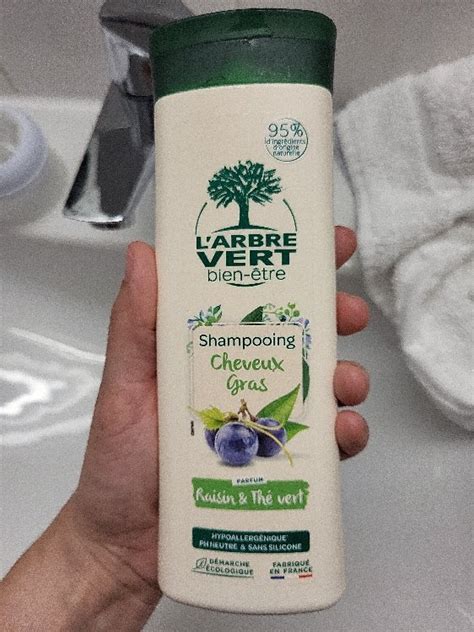 95%
d'ingrédients
d'origine
naturelle
L'ARBRE
VERT
bien-être
Shampooing
Cheveux
Gras
PARFUM
Raisin & Thé vert
HYPOALLERGÉNIQUE*
PH NEUTRE & SANS SILICONE
DÉMARCHE
ÉCOLOGIQUE
FABRIQUÉ
EN FRANCE